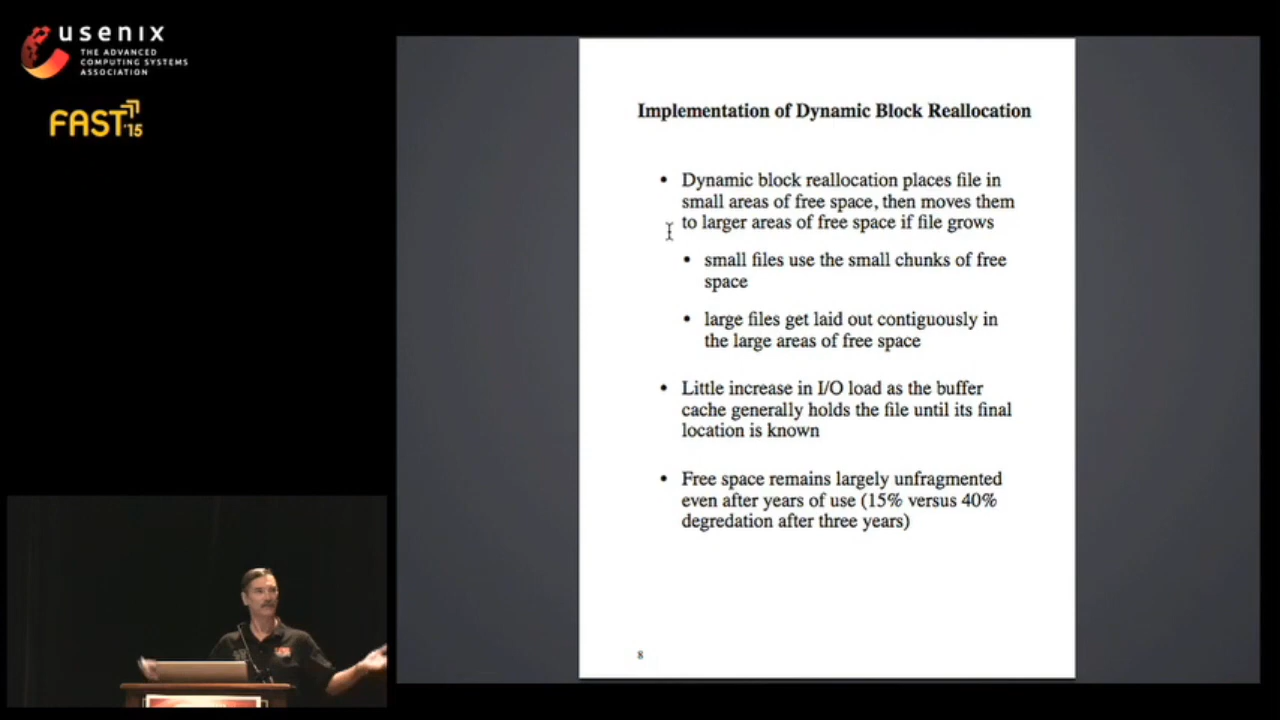 usenix
THE ADVANCED
COMPUTING SYSTEMS
ASSOCIATION
FAST '15
Implementation of Dynamic Block Reallocation
• Dynamic block reallocation places file in
small areas of free space, then moves them
to larger areas of free space if file grows
• small files use the small chunks of free
space
• large files get laid out contiguously in
the large areas of free space
• Little increase in I/O load as the buffer
cache generally holds the file until its final
location is known
• Free space remains largely unfragmented
even after years of use (15% versus 40%
degredation after three years)
8